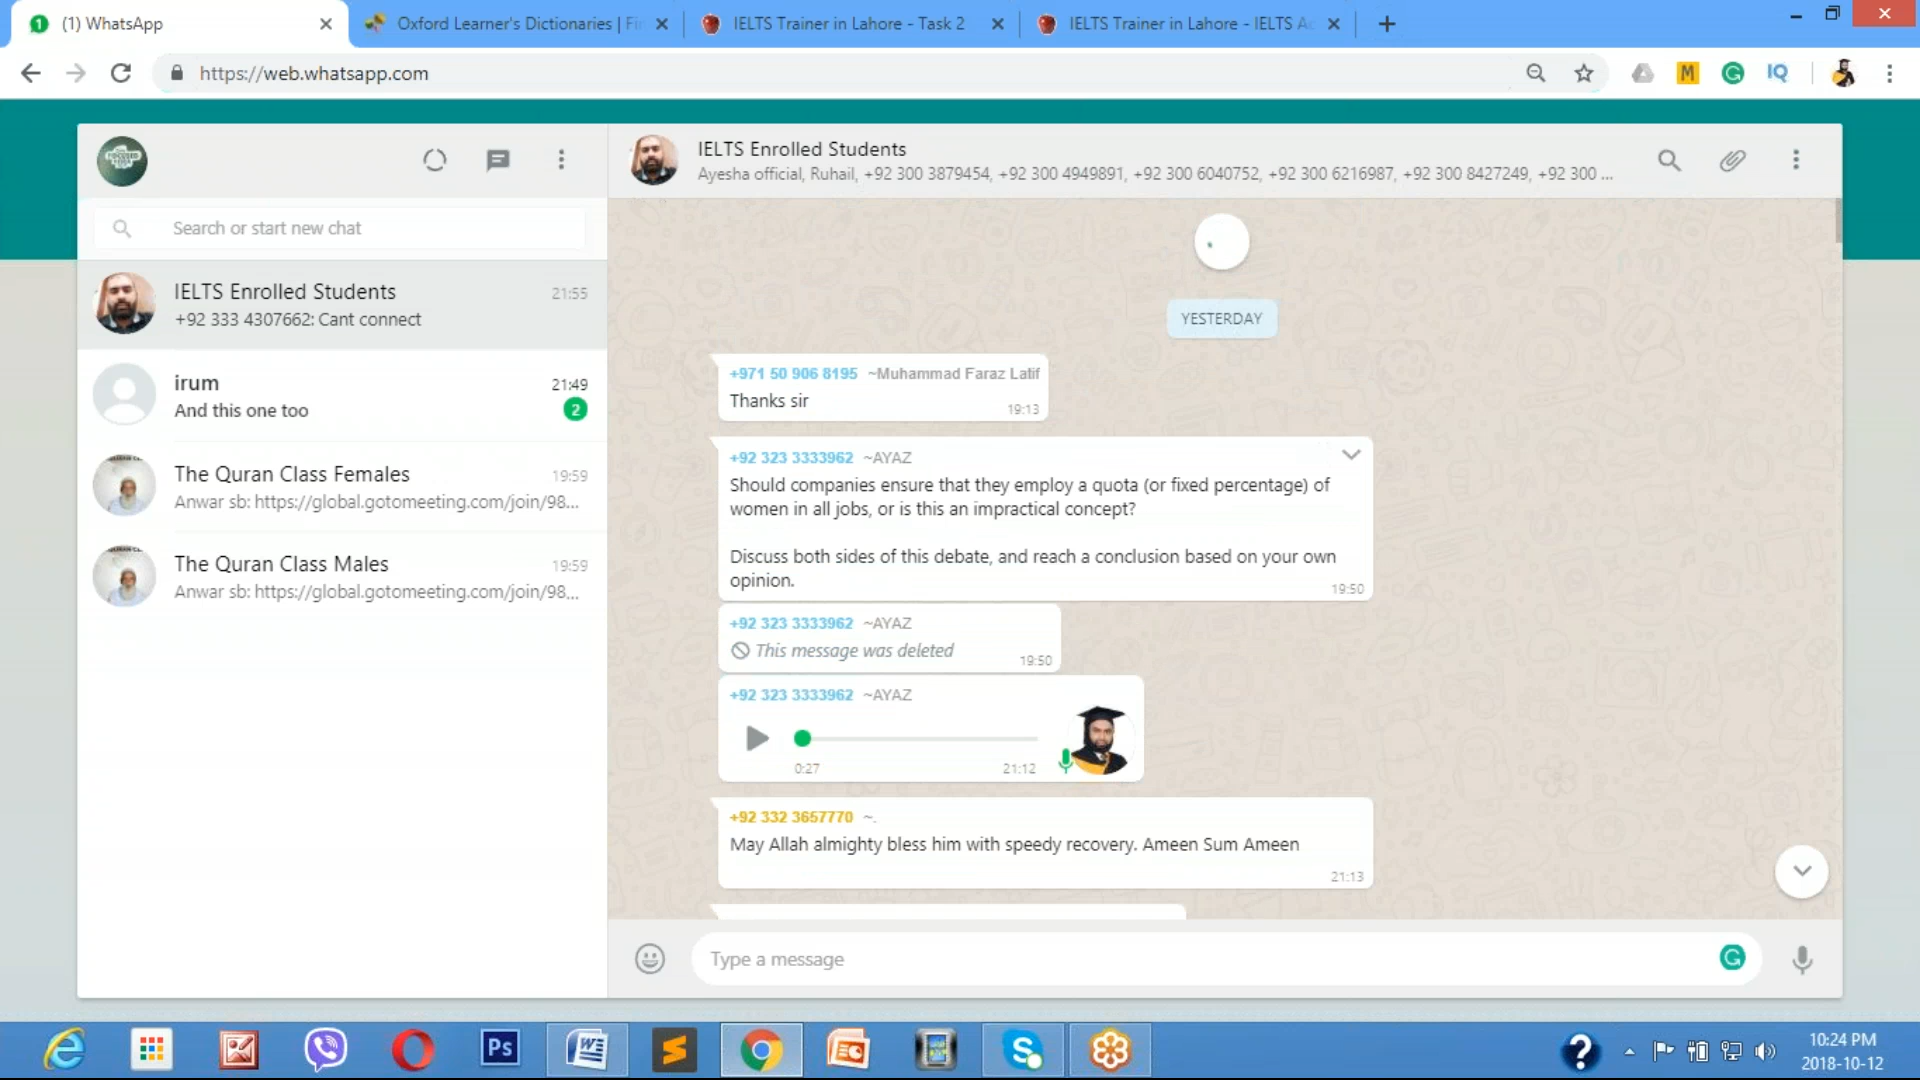 (1) WhatsApp
Oxford Learner's Dictionaries | Fi
IELTS Trainer in Lahore - Task 2
IELTS Trainer in Lahore - IELTS Ac
https://web.whatsapp.com
M
IQ
IELTS Enrolled Students
Ayesha official, Ruhail, +92 300 3879454, +92 300 4949891, +92 300 6040752, +92 300 6216987, +92 300 8427249, +92 300 ...
Search or start new chat
IELTS Enrolled Students 21:55
+92 333 4307662: Cant connect
irum 21:49
And this one too 2
The Quran Class Females 19:59
Anwar sb: https://global.gotomeeting.com/join/98...
The Quran Class Males 19:59
Anwar sb: https://global.gotomeeting.com/join/98...
YESTERDAY
+971 50 906 8195 ~Muhammad Faraz Latif
Thanks sir
19:13
+92 323 3333962 ~AYAZ
Should companies ensure that they employ a quota (or fixed percentage) of
women in all jobs, or is this an impractical concept?
Discuss both sides of this debate, and reach a conclusion based on your own
opinion.
19:50
+92 323 3333962 ~AYAZ
This message was deleted
19:50
+92 323 3333962 ~AYAZ
0:27 21:12
+92 332 3657770 ~.
May Allah almighty bless him with speedy recovery. Ameen Sum Ameen
21:13
Type a message
Ps
10:24 PM
2018-10-12